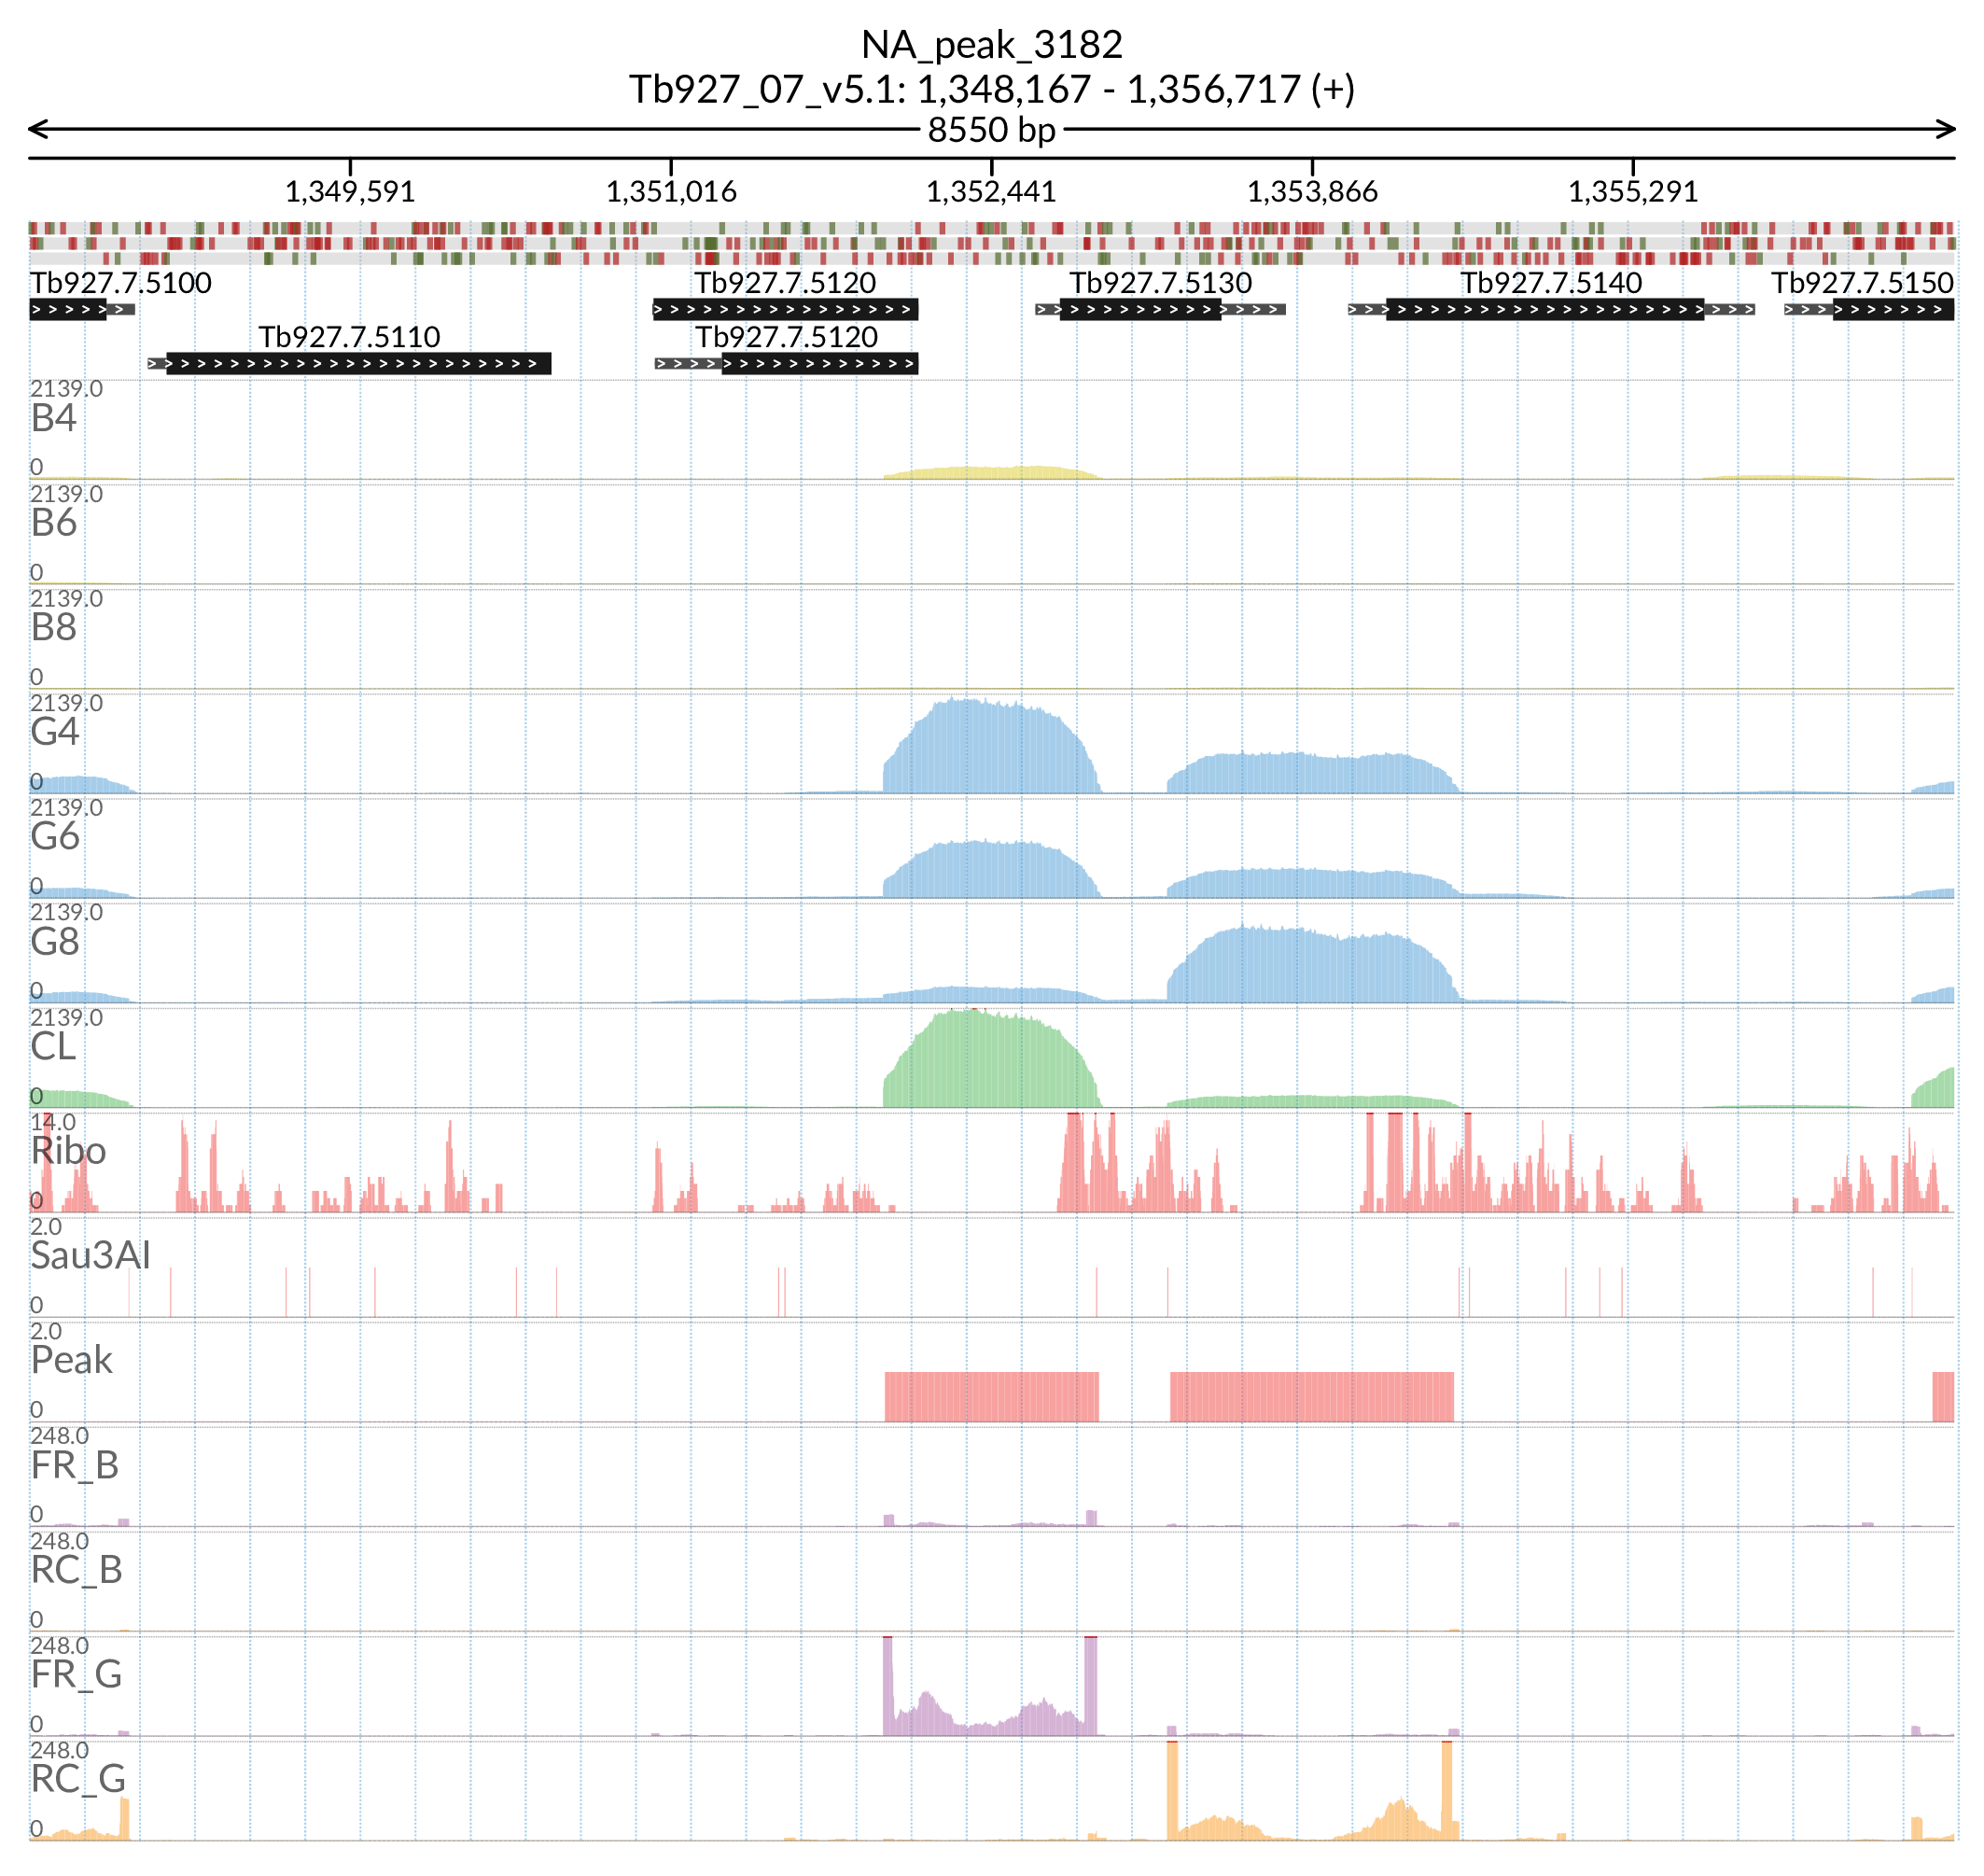 NA_peak_3182
Tb927_07_v5.1: 1,348,167 - 1,356,717 (+)
8550 bp
1,349,591 1,351,016 1,352,441 1,353,866 1,355,291
Tb927.7.5100 Tb927.7.5120 Tb927.7.5130 Tb927.7.5140 Tb927.7.5150
Tb927.7.5110 Tb927.7.5120
2139.0
B4
0
2139.0
B6
0
2139.0
B8
0
2139.0
G4
0
2139.0
G6
0
2139.0
G8
0
2139.0
CL
0
14.0
Ribo
0
2.0
Sau3AI
0
2.0
Peak
0
248.0
FR_B
0
248.0
RC_B
0
248.0
FR_G
0
248.0
RC_G
0